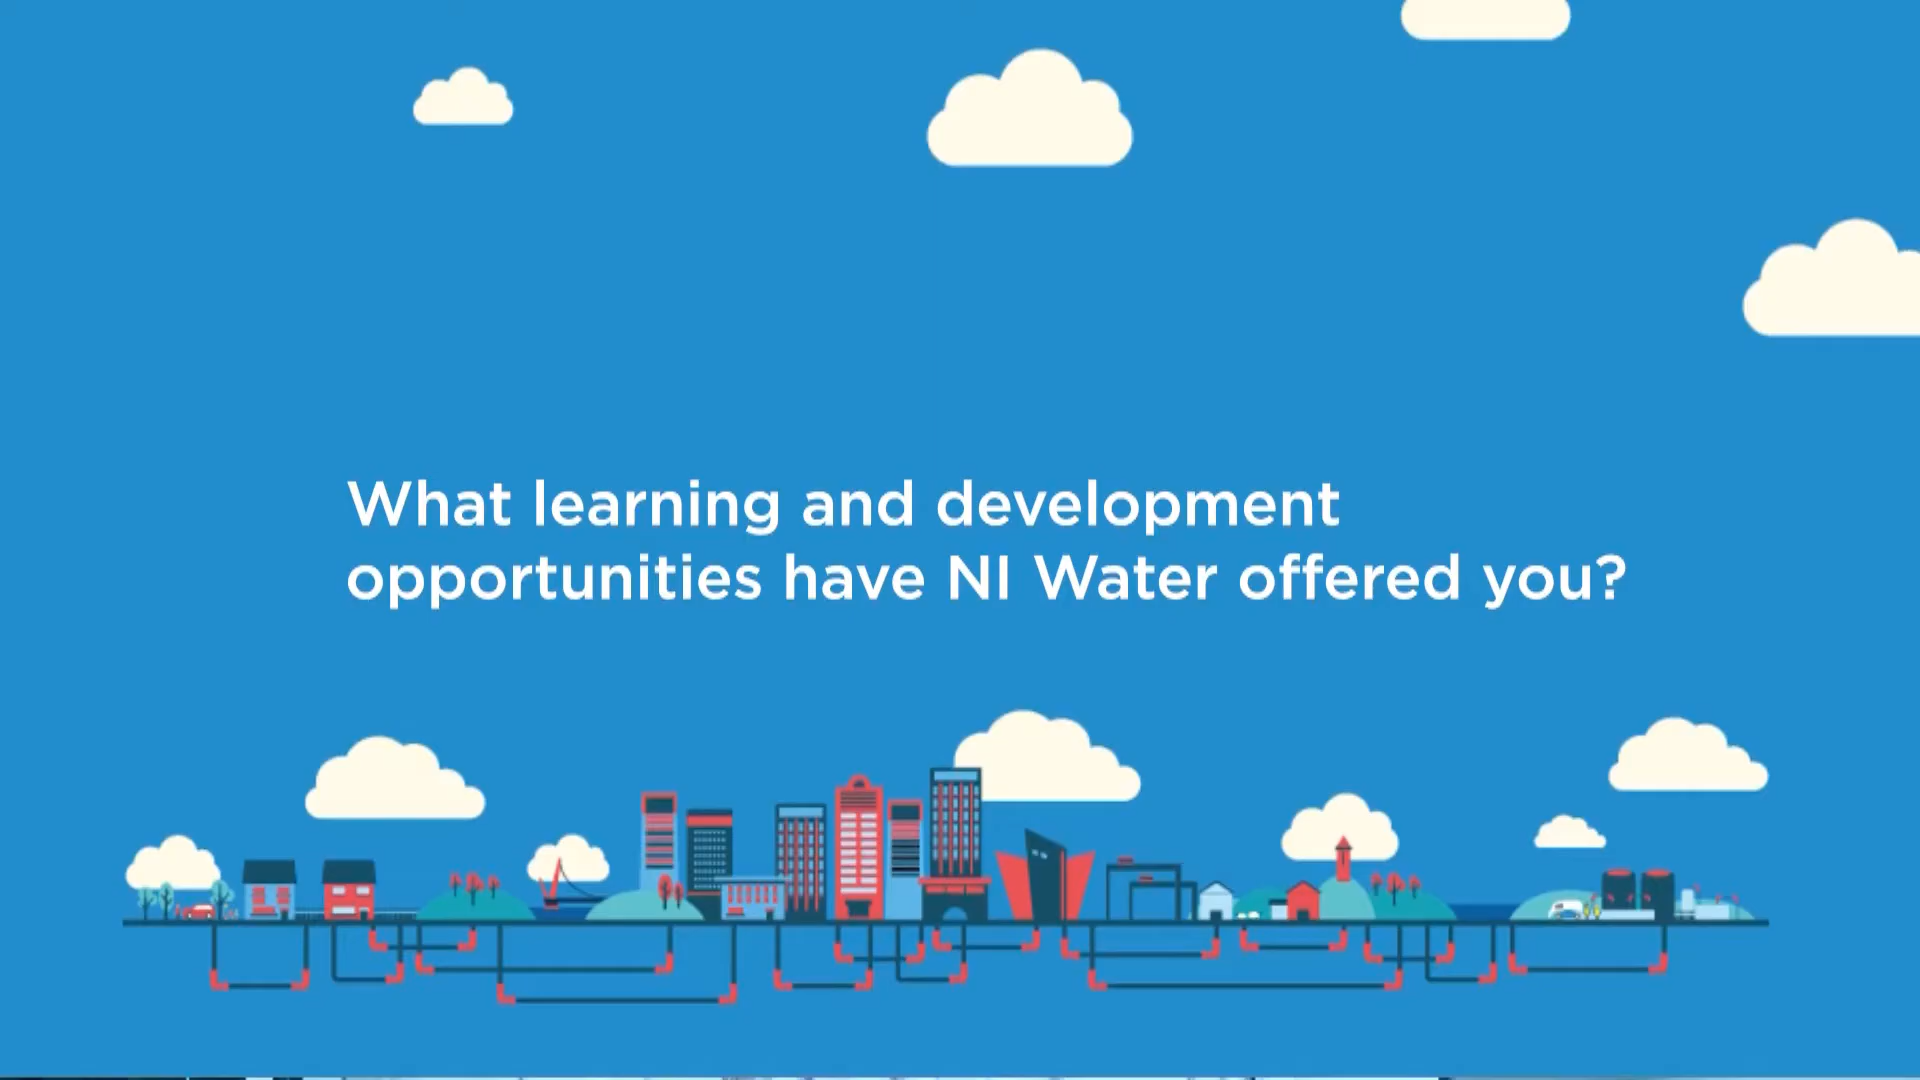 What learning and development
opportunities have NI Water offered you?